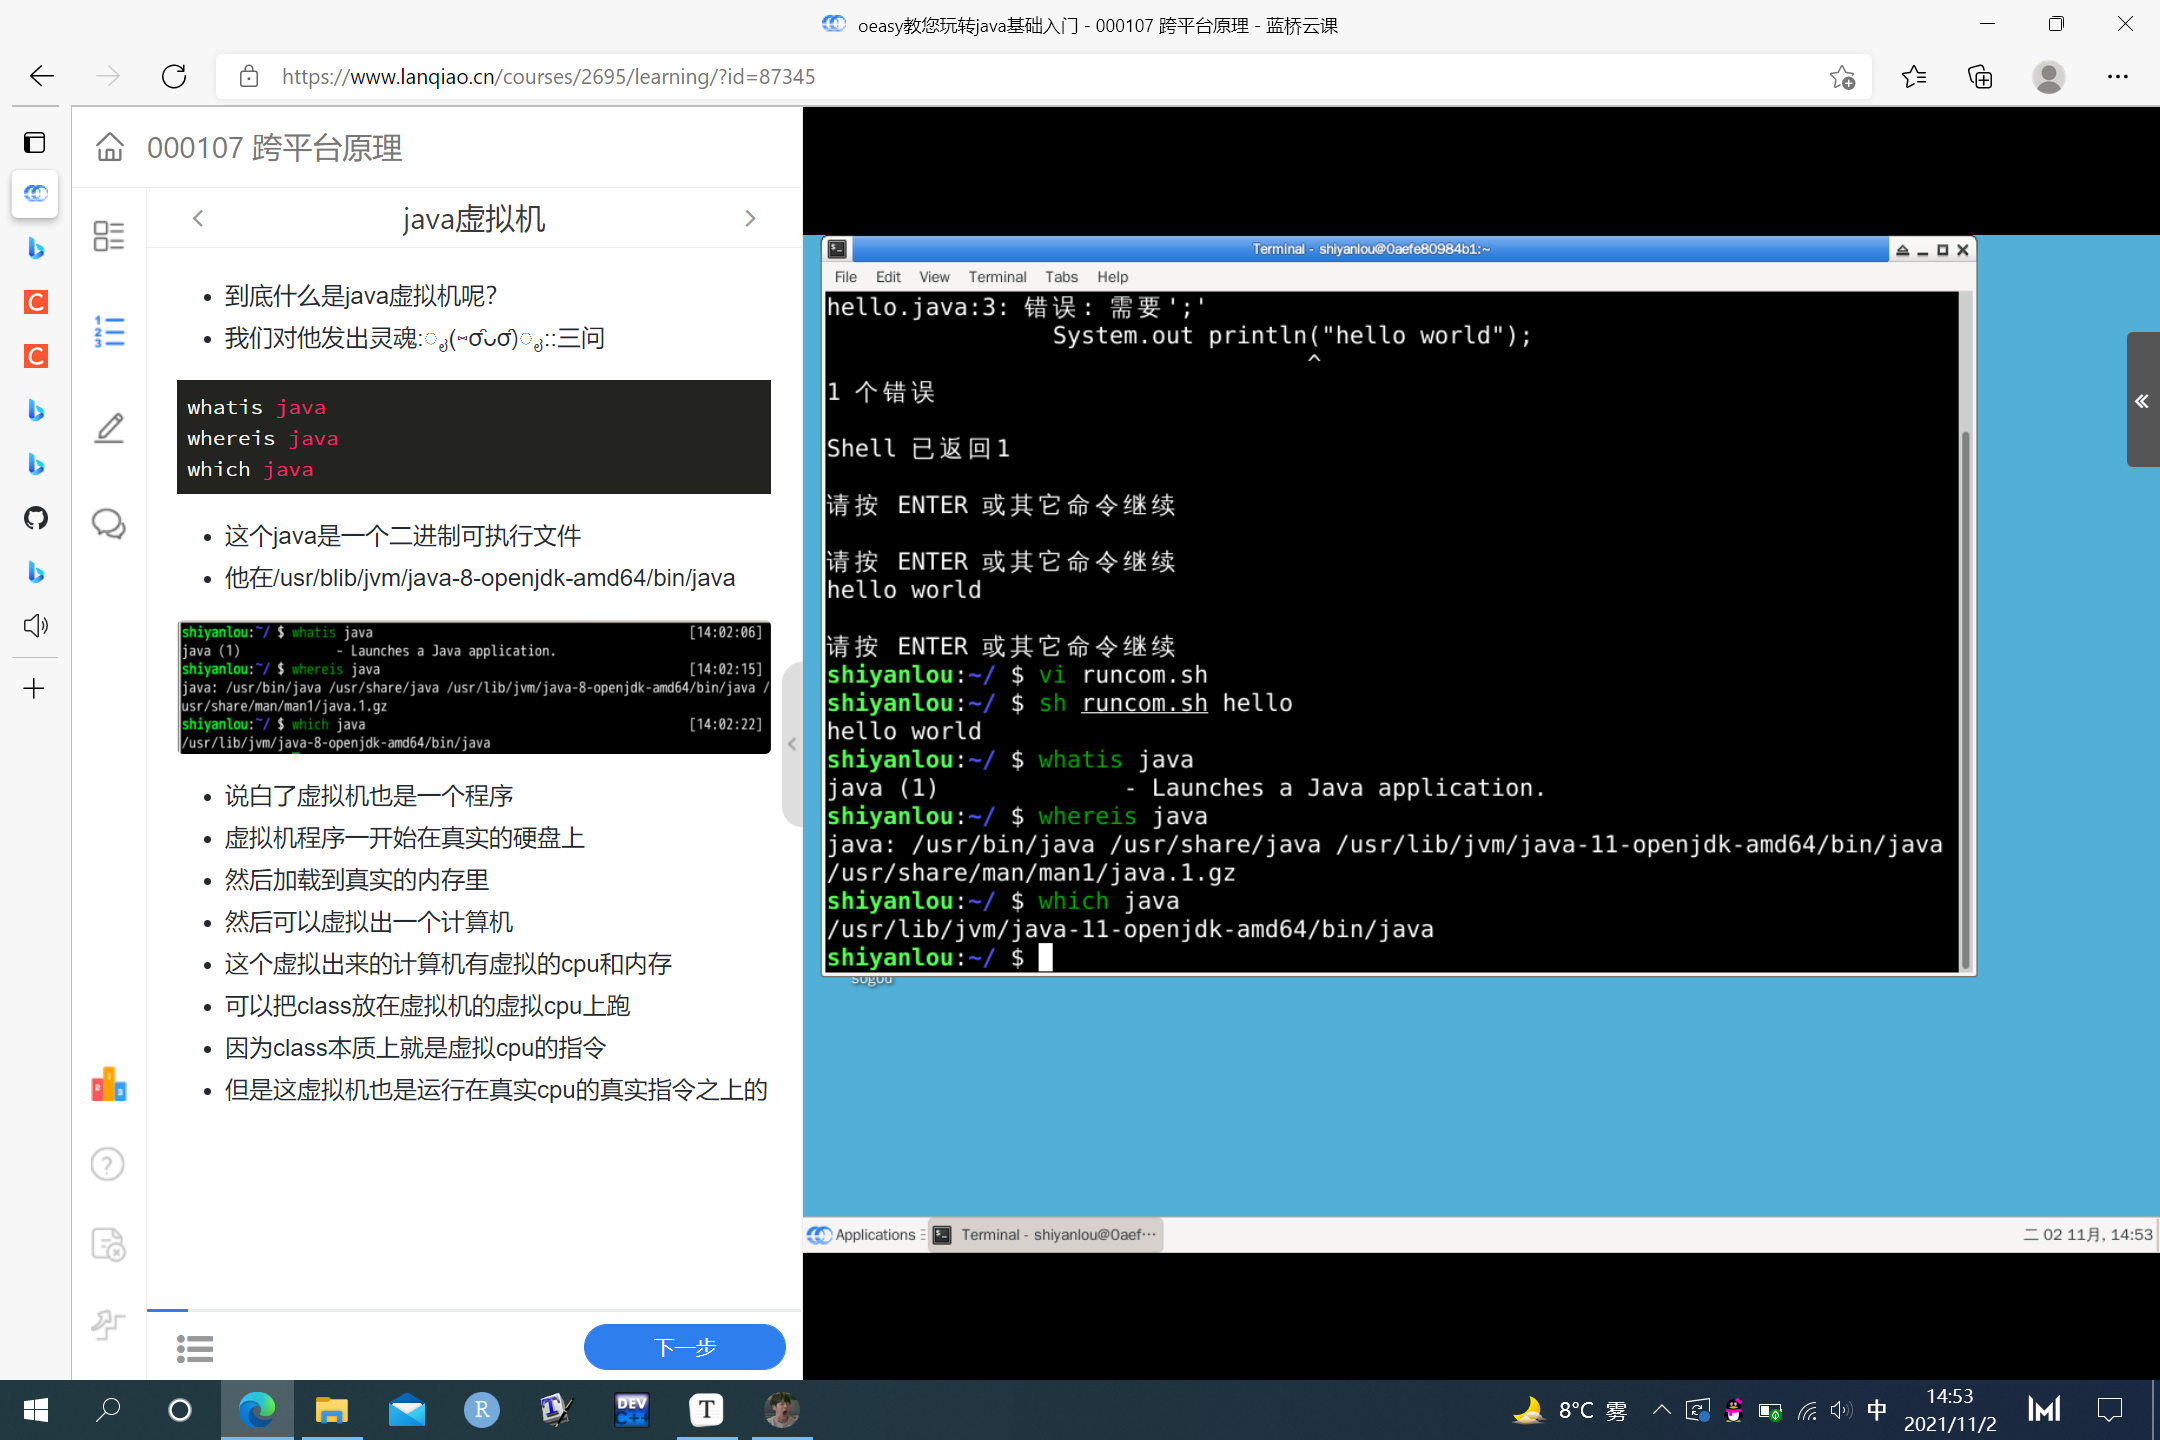 oeasy教您玩转java基础入门 - 000107 跨平台原理 - 蓝桥云课
https://www.lanqiao.cn/courses/2695/learning/?id=87345
000107 跨平台原理
java虚拟机
到底什么是java虚拟机呢?
whatis java
whereis java
which java
这个java是一个二进制可执行文件
他在/usr/blib/jvm/java-8-openjdk-amd64/bin/java
shiyanlou:~/ $ whatis java [14:02:06]
java (1) - Launches a Java application.
shiyanlou:~/ $ whereis java [14:02:15]
java: /usr/bin/java /usr/share/java /usr/lib/jvm/java-8-openjdk-amd64/bin/java /
usr/share/man/man1/java.1.gz
shiyanlou:~/ $ which java [14:02:22]
/usr/lib/jvm/java-8-openjdk-amd64/bin/java
说白了虚拟机也是一个程序
虚拟机程序一开始在真实的硬盘上
然后加载到真实的内存里
然后可以虚拟出一个计算机
这个虚拟出来的计算机有虚拟的cpu和内存
可以把class放在虚拟机的虚拟cpu上跑
因为class本质上就是虚拟cpu的指令
但是这虚拟机也是运行在真实cpu的真实指令之上的
下一步
Terminal - shiyanlou@0aefe80984b1:~
File Edit View Terminal Tabs Help
hello.java:3: 错误: 需要';'
System.out println("hello world");
^
1 个错误
Shell 已返回1
请按 ENTER 或其它命令继续
请按 ENTER 或其它命令继续
hello world
请按 ENTER 或其它命令继续
shiyanlou:~/ $ vi runcom.sh
shiyanlou:~/ $ sh runcom.sh hello
hello world
shiyanlou:~/ $ whatis java
java (1) - Launches a Java application.
shiyanlou:~/ $ whereis java
java: /usr/bin/java /usr/share/java /usr/lib/jvm/java-11-openjdk-amd64/bin/java
/usr/share/man/man1/java.1.gz
shiyanlou:~/ $ which java
/usr/lib/jvm/java-11-openjdk-amd64/bin/java
shiyanlou:~/ $
sogou
Applications
Terminal - shiyanlou@0aef···
二 02 11月, 14:53
DEV
C++
8°C 雾
中
14:53
2021/11/2